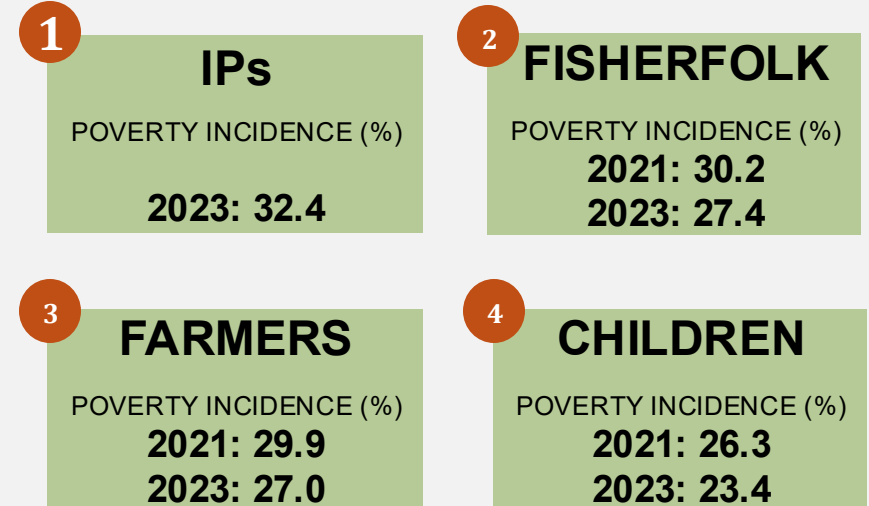 1
IPs
POVERTY INCIDENCE (%)
2023: 32.4
2
FISHERFOLK
POVERTY INCIDENCE (%)
2021: 30.2
2023: 27.4
3
FARMERS
POVERTY INCIDENCE (%)
2021: 29.9
2023: 27.0
4
CHILDREN
POVERTY INCIDENCE (%)
2021: 26.3
2023: 23.4